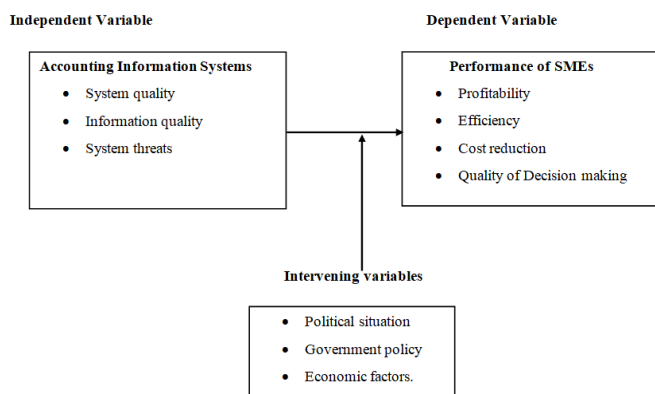 Independent Variable
Dependent Variable
Accounting Information Systems
• System quality
• Information quality
• System threats
Performance of SMEs
• Profitability
• Efficiency
• Cost reduction
• Quality of Decision making
Intervening variables
• Political situation
• Government policy
• Economic factors.